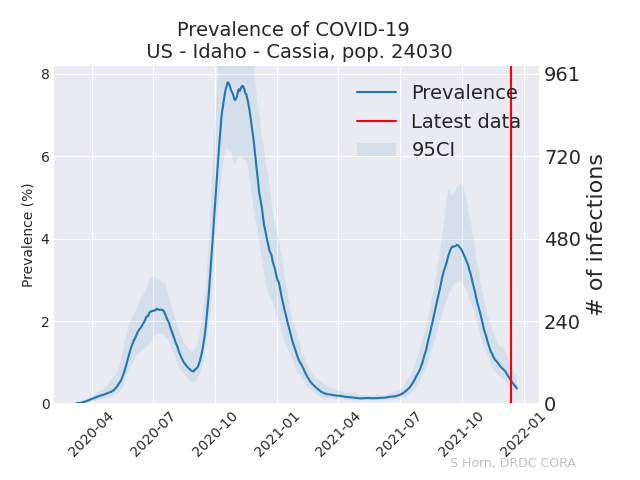 Prevalence of COVID-19
US - Idaho - Cassia, pop. 24030
Prevalence (%)
8
6
4
2
0
961
720
480
240
0
# of infections
Prevalence
Latest data
95CI
2020-04
2020-07
2020-10
2021-01
2021-04
2021-07
2021-10
2022-01
S Horn, DRDC CORA